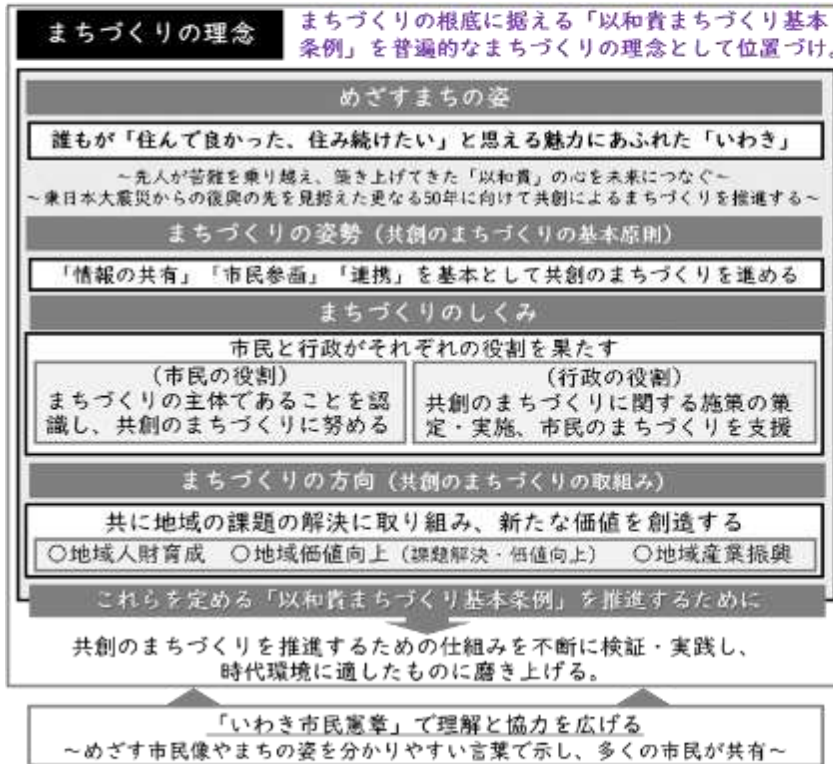 まちづくりの理念
まちづくりの根底に据える「以和貴まちづくり基本
条例」を普遍的なまちづくりの理念として位置づけ。
めざすまちの姿
誰もが「住んで良かった、住み続けたい」と思える魅力にあふれた「いわき」
～先人が苦難を乗り越え、築き上げてきた「以和貴」の心を未来につなぐ～
～東日本大震災からの復興の先を見据えた更なる50年に向けて共創によるまちづくりを推進する～
まちづくりの姿勢（共創のまちづくりの基本原則）
「情報の共有」「市民参画」「連携」を基本として共創のまちづくりを進める
まちづくりのしくみ
市民と行政がそれぞれの役割を果たす
（市民の役割）
まちづくりの主体であることを認
識し、共創のまちづくりに努める
（行政の役割）
共創のまちづくりに関する施策の策
定・実施、市民のまちづくりを支援
まちづくりの方向（共創のまちづくりの取組み）
共に地域の課題の解決に取り組み、新たな価値を創造する
○地域人財育成　○地域価値向上（課題解決・価値向上）　○地域産業振興
これらを定める「以和貴まちづくり基本条例」を推進するために
共創のまちづくりを推進するための仕組みを不断に検証・実践し、
時代環境に適したものに磨き上げる。
「いわき市民憲章」で理解と協力を広げる
～めざす市民像やまちの姿を分かりやすい言葉で示し、多くの市民が共有～